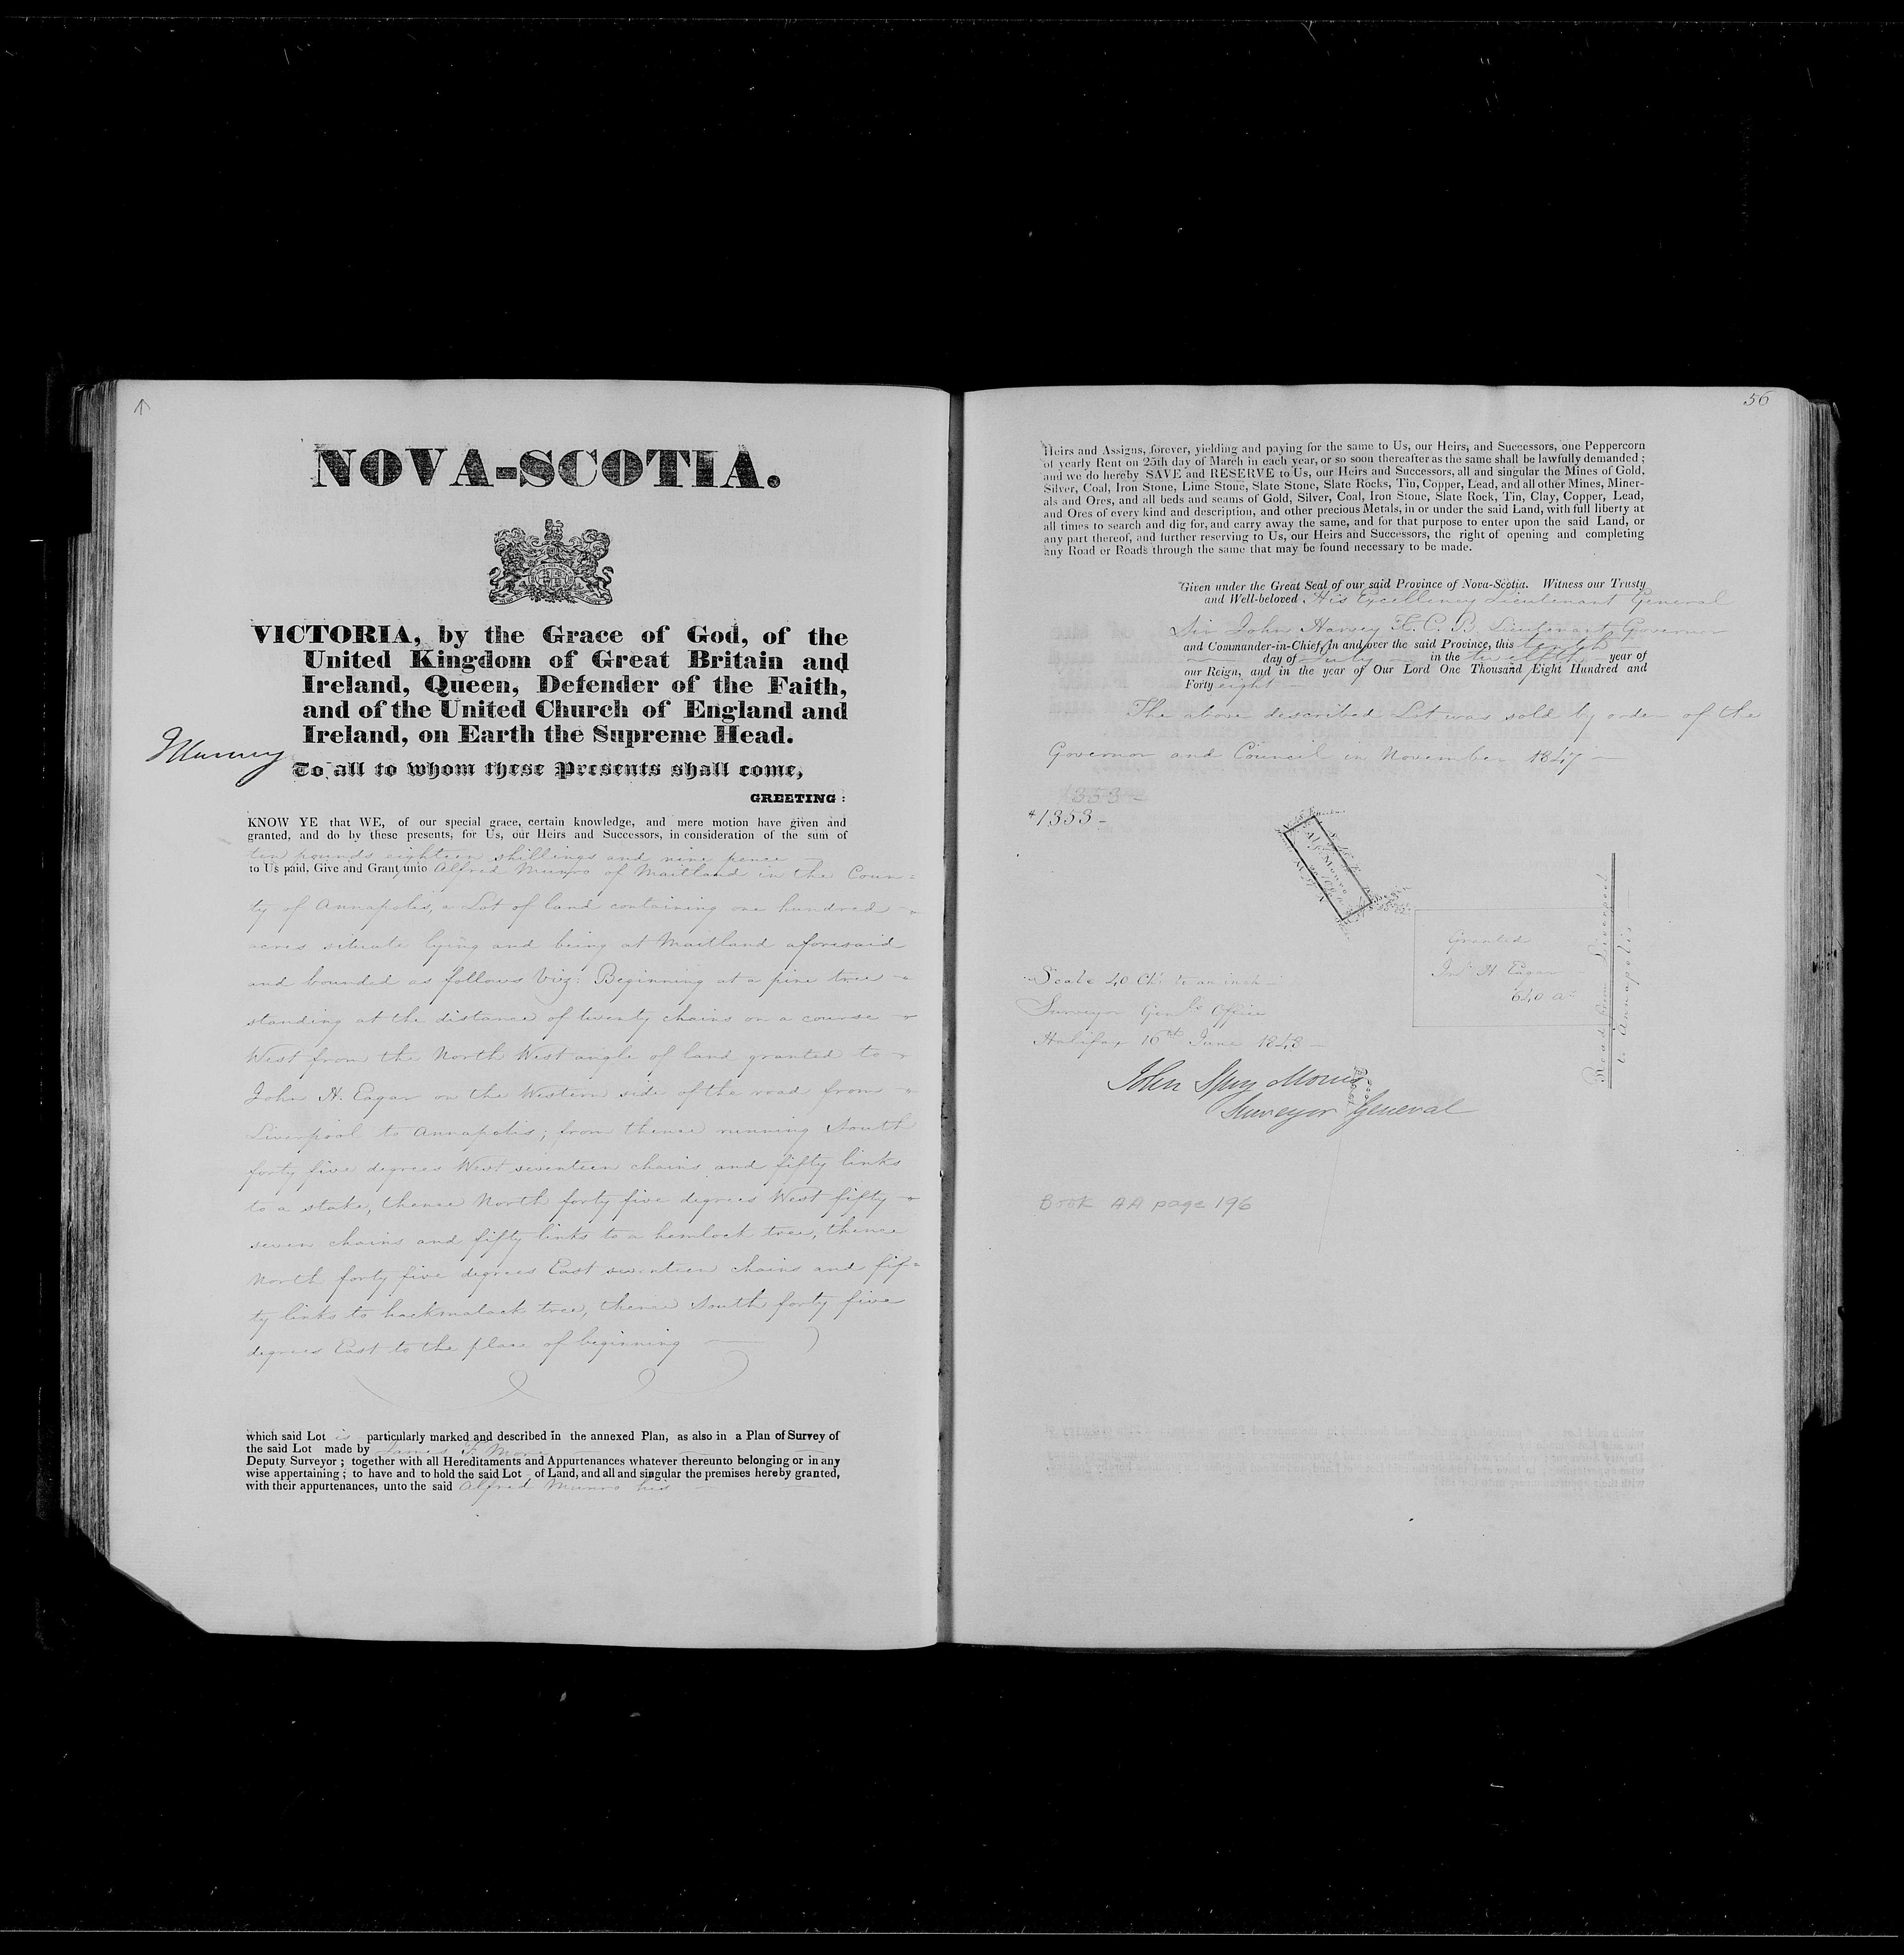 NOVA-SCOTIA.
VICTORIA, by the Grace of God, of the
United Kingdom of Great Britain and
Ireland, Queen, Defender of the Faith,
and of the United Church of England and
Ireland, on Earth the Supreme Head.
To all to whom these Presents shall come,
GREETING:
KNOW YE that WE, of our special grace, certain knowledge, and mere motion have given and
granted, and do by these presents, for Us, our Heirs and Successors, in consideration of the sum of
ten pounds eighteen shillings and nine pence
to Us paid, Give and Grant unto Alfred Munro of Maitland in the Coun=
ty of Annapolis, a Lot of land containing one hundred
acres situate lying and being at Maitland aforesaid
and bounded as follows Viz: Beginning at a pine tree
standing at the distance of twenty chains on a course
West from the North West angle of land granted to
John H. Eagar on the Western side of the road from
Liverpool to Annapolis; from thence running South
forty five degrees West seventeen chains and fifty links
to a stake, thence North forty five degrees West fifty
seven chains and fifty links to a hemlock tree, thence
North forty five degrees East seventeen chains and fif=
ty links to hackmatack tree, thence South forty five
degrees East to the place of beginning
which said Lot is particularly marked and described in the annexed Plan, as also in a Plan of Survey of
the said Lot made by James F. More
Deputy Surveyor; together with all Hereditaments and Appurtenances whatever thereunto belonging or in any
wise appertaining; to have and to hold the said Lot of Land, and all and singular the premises hereby granted,
with their appurtenances, unto the said Alfred Munro his
56
Heirs and Assigns, forever, yielding and paying for the same to Us, our Heirs, and Successors, one Peppercorn
of yearly Rent on 25th day of March in each year, or so soon thereafter as the same shall be lawfully demanded;
and we do hereby SAVE and RESERVE to Us, our Heirs and Successors, all and singular the Mines of Gold,
Silver, Coal, Iron Stone, Lime Stone, Slate Stone, Slate Rocks, Tin, Copper, Lead, and all other Mines, Miner-
als and Ores, and all beds and seams of Gold, Silver, Coal, Iron Stone, Slate Rock, Tin, Clay, Copper, Lead,
and Ores of every kind and description, and other precious Metals, in or under the said Land, with full liberty at
all times to search and dig for, and carry away the same, and for that purpose to enter upon the said Land, or
any part thereof, and further reserving to Us, our Heirs and Successors, the right of opening and completing
any Road or Roads through the same that may be found necessary to be made.
Given under the Great Seal of our said Province of Nova-Scotia. Witness our Trusty
and Well-beloved His Excellency Lieutenant General
Sir John Harvey K.C.B. Lieutenant Governor
and Commander-in-Chief, in and over the said Province, this tenth
day of July in the twelfth year of
our Reign, and in the year of Our Lord One Thousand Eight Hundred and
Forty eight
The above described Lot was sold by order of the
Governor and Council in November 1847
1353
#1353
Alf. Munro
Granted
Jno. H. Eagar
640 as
Road from Liverpool
to Annapolis
Scale 40 Chs. to an inch
Surveyor Genls. Office
Halifax 16th June 1848
John Spry Morris
Surveyor General
Book AA page 196